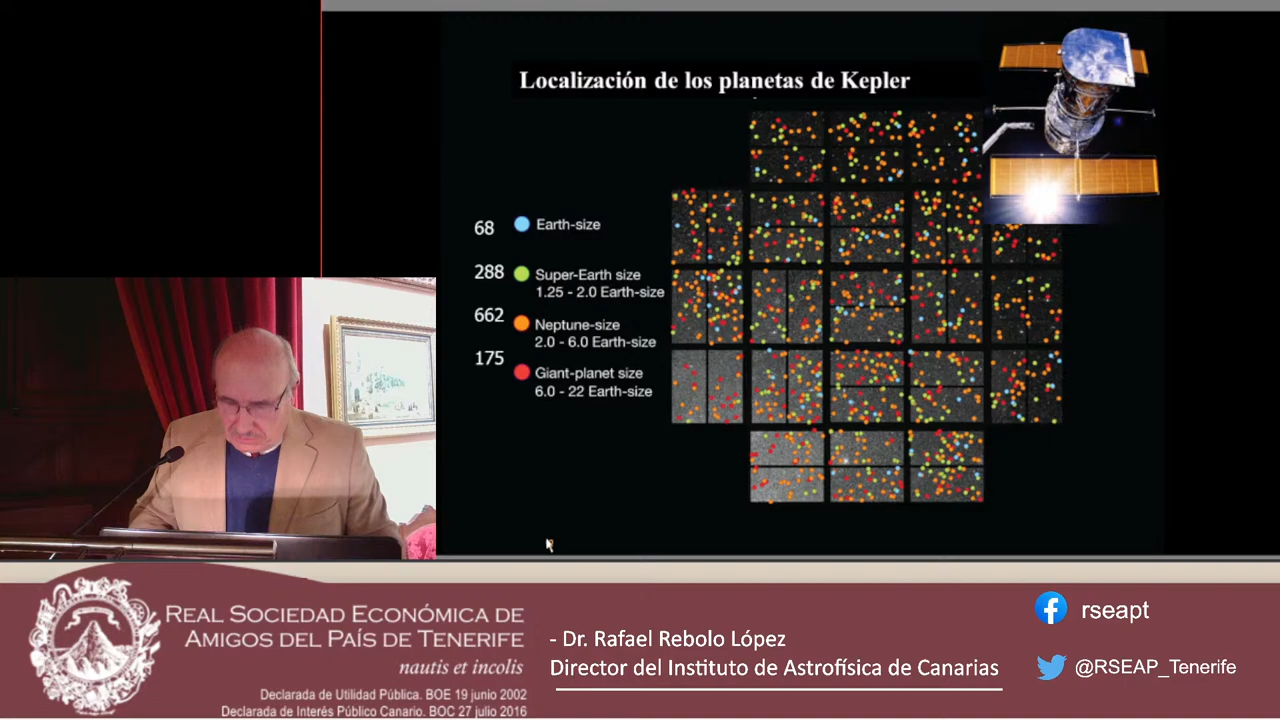 Localización de los planetas de Kepler
68
Earth-size
288
Super-Earth size
1.25 - 2.0 Earth-size
662
Neptune-size
2.0 - 6.0 Earth-size
175
Giant-planet size
6.0 - 22 Earth-size
REAL SOCIEDAD ECONÓMICA DE
AMIGOS DEL PAÍS DE TENERIFE
nautis et incolis
Declarada de Utilidad Pública. BOE 19 junio 2002
Declarada de Interés Público Canario. BOC 27 julio 2016
- Dr. Rafael Rebolo López
Director del Instituto de Astrofísica de Canarias
rseapt
@RSEAP_Tenerife